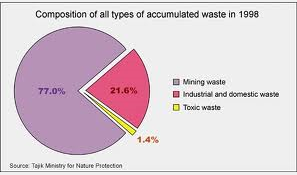 Composition of all types of accumulated waste in 1998
77.0%
21.6%
1.4%
Mining waste
Industrial and domestic waste
Toxic waste
Source: Tajik Ministry for Nature Protection